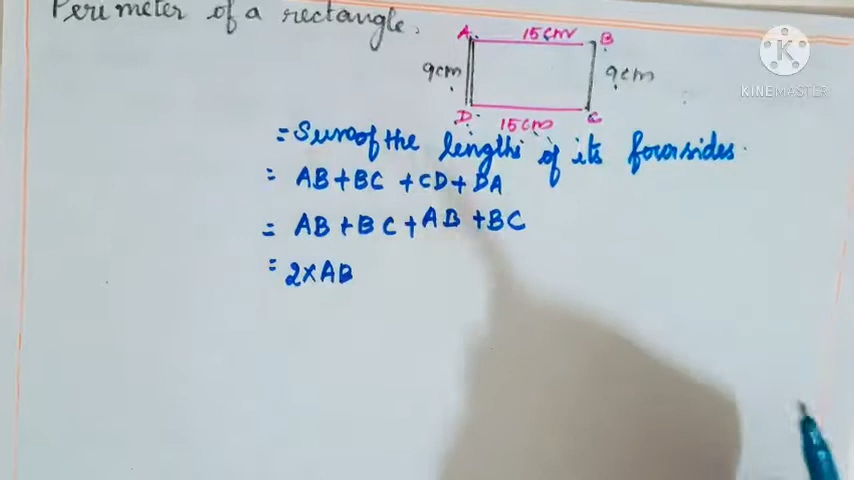 Perimeter of a rectangle.
A 15cm B
9cm 9cm
D 15cm C
= Sum of the lengths of its four sides.
= AB+BC+CD+DA
= AB+BC+AB+BC
= 2×AB
K
KINEMASTER